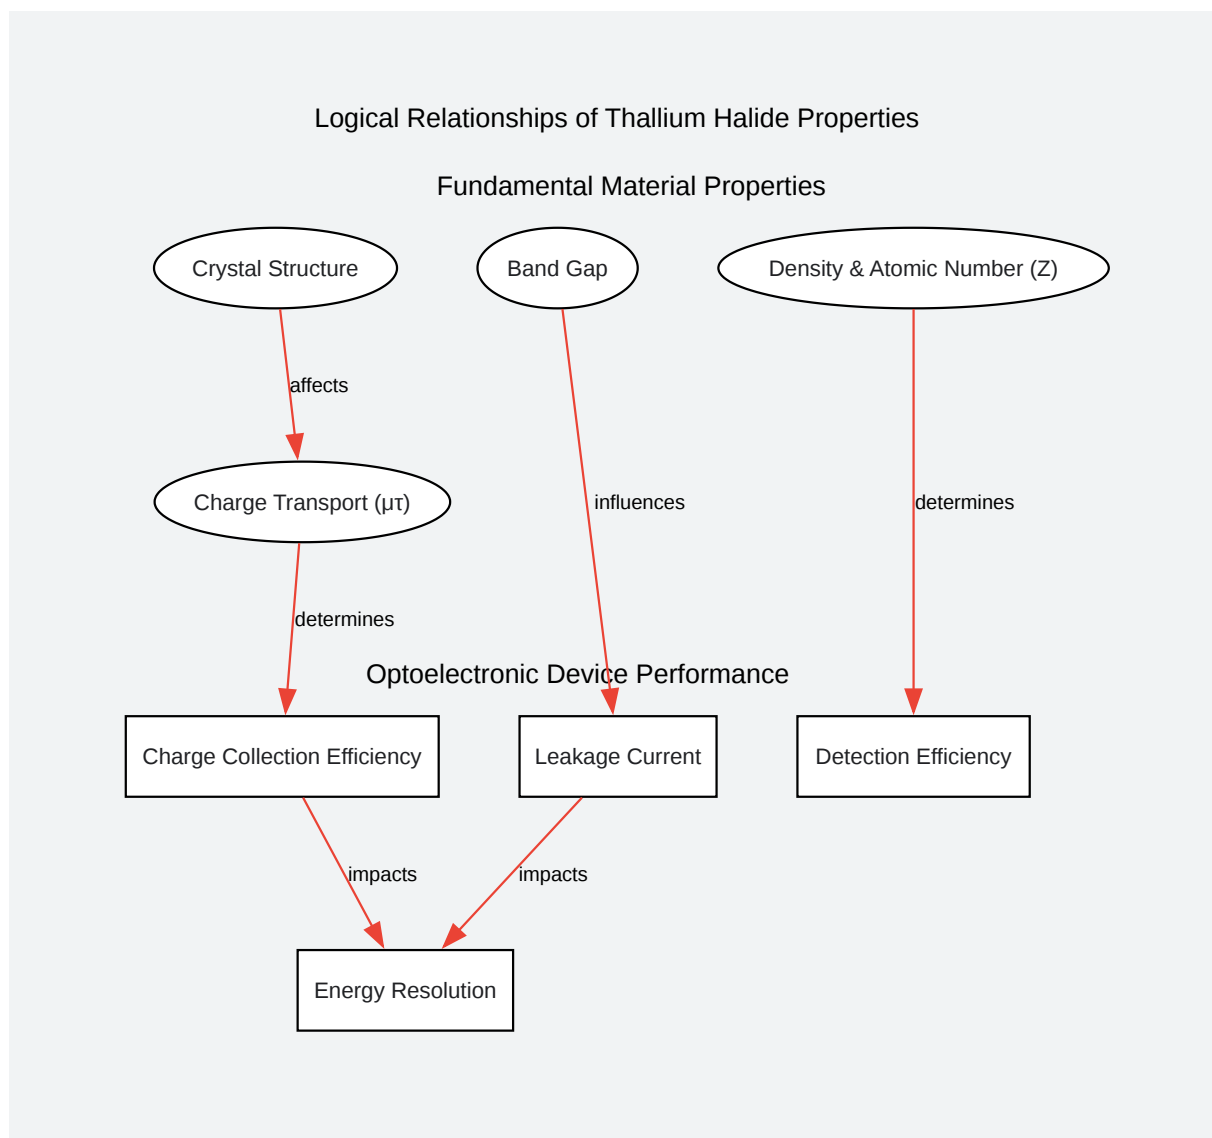 Logical Relationships of Thallium Halide Properties
Fundamental Material Properties
Crystal Structure
Band Gap
Density & Atomic Number (Z)
affects
Charge Transport (μτ)
influences
determines
determines
Optoelectronic Device Performance
Charge Collection Efficiency
Leakage Current
Detection Efficiency
impacts
impacts
Energy Resolution